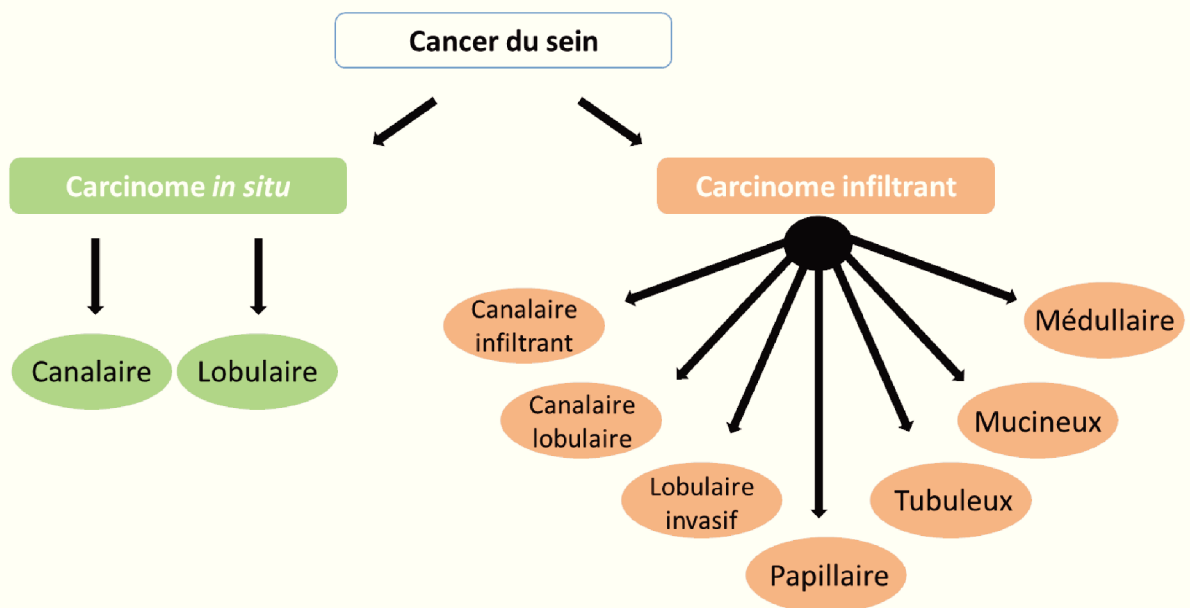 Cancer du sein
Carcinome in situ
Carcinome infiltrant
Canalaire
Lobulaire
Canalaire
infiltrant
Canalaire
lobulaire
Lobulaire
invasif
Papillaire
Tubuleux
Mucineux
Médullaire